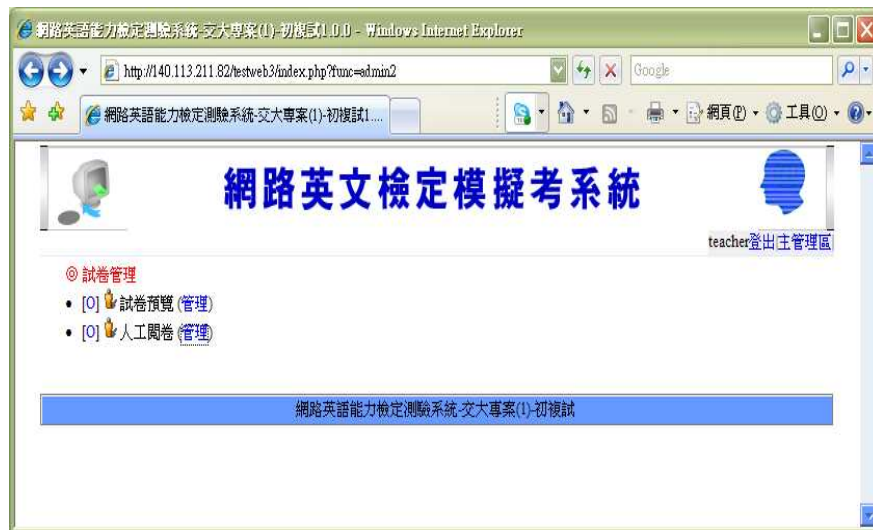 網路英語能力檢定測驗系統-交大專案(1)-初複試1.0.0 - Windows Internet Explorer
http://140.113.211.82/testweb3/index.php?func=admin2
Google
網路英語能力檢定測驗系統-交大專案(1)-初複試1....
網頁(P)
工具(O)
網路英文檢定模擬考系統
teacher登出|主管理區|
◎ 試卷管理
• [O] 試卷預覽 (管理)
• [O] 人工閱卷 (管理)
網路英語能力檢定測驗系統-交大專案(1)-初複試